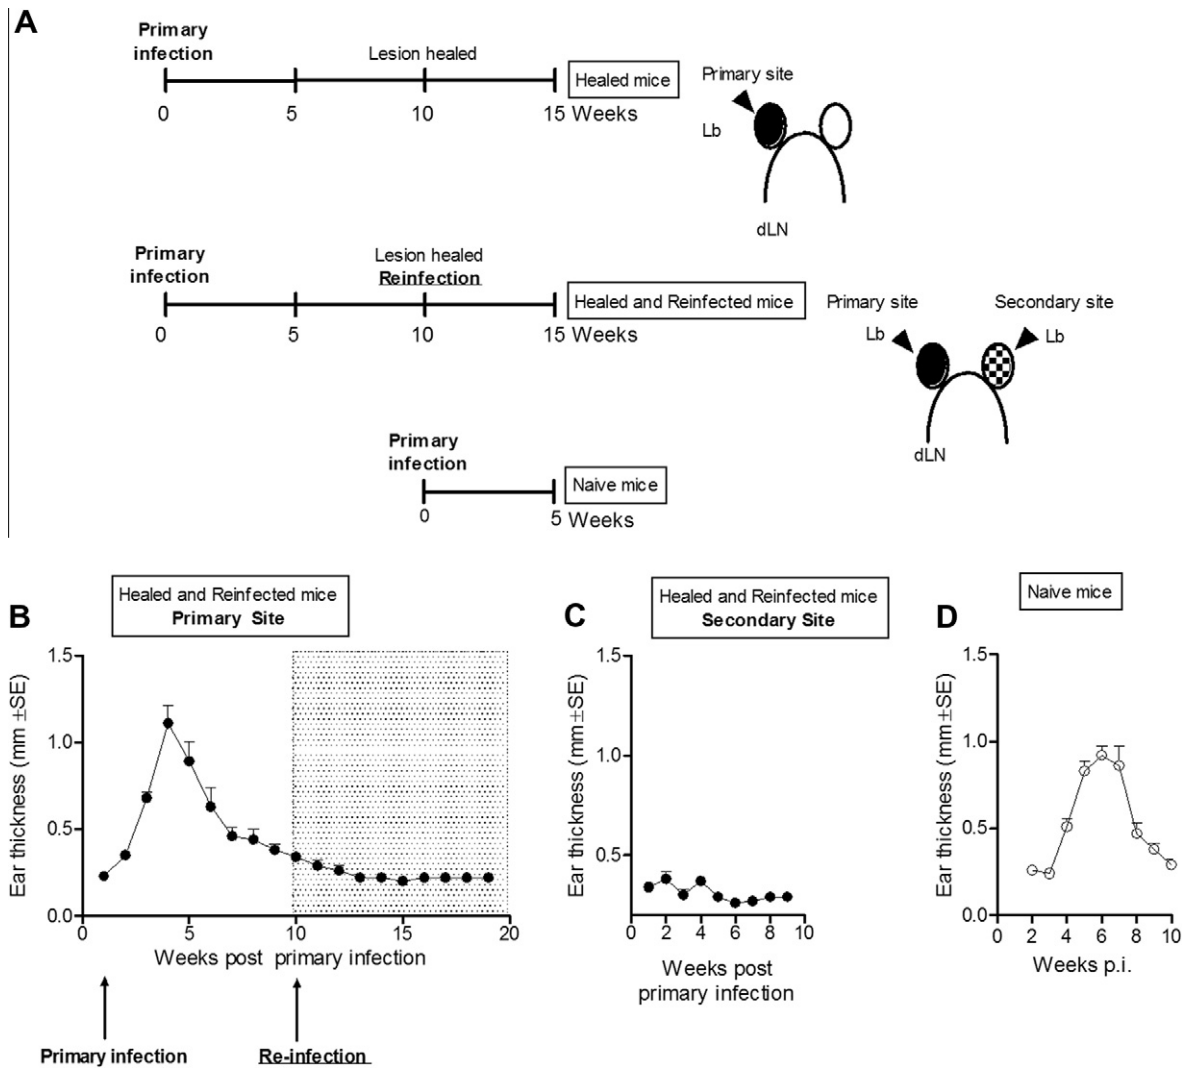 A
Primary
infection
Lesion healed
Healed mice
0 5 10 15 Weeks
Primary site
Lb
dLN
Primary
infection
Lesion healed
Reinfection
Healed and Reinfected mice
0 5 10 15 Weeks
Primary site Secondary site
Lb Lb
dLN
Primary
infection
Naive mice
0 5 Weeks
B
Healed and Reinfected mice
Primary Site
Ear thickness (mm ±SE)
1.5
1.0
0.5
0.0
0 5 10 15 20
Weeks post primary infection
Primary infection
Re-infection
C
Healed and Reinfected mice
Secondary Site
Ear thickness (mm ±SE)
1.5
1.0
0.5
0 2 4 6 8 10
Weeks post
primary infection
D
Naive mice
Ear thickness (mm ±SE)
1.5
1.0
0.5
0.0
0 2 4 6 8 10
Weeks p.i.